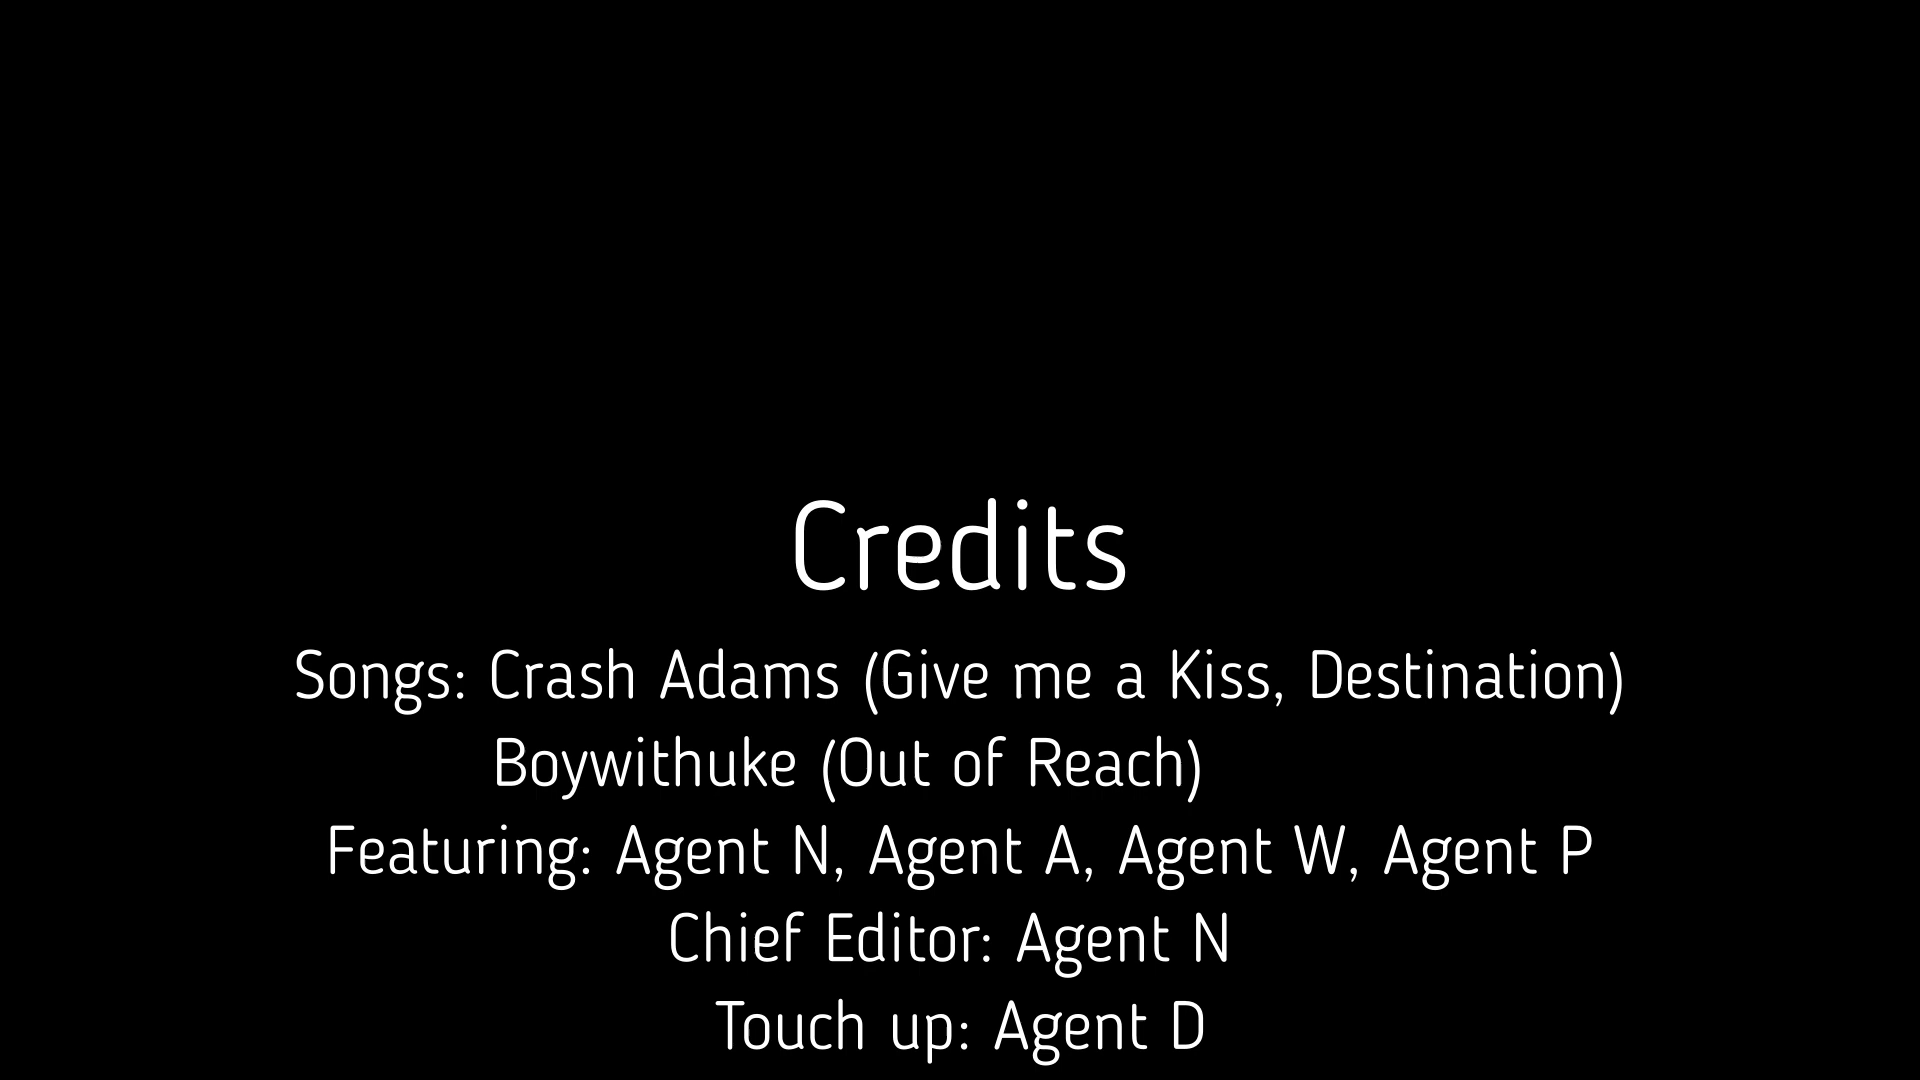 Credits
Songs: Crash Adams (Give me a Kiss, Destination)
Boywithuke (Out of Reach)
Featuring: Agent N, Agent A, Agent W, Agent P
Chief Editor: Agent N
Touch up: Agent D